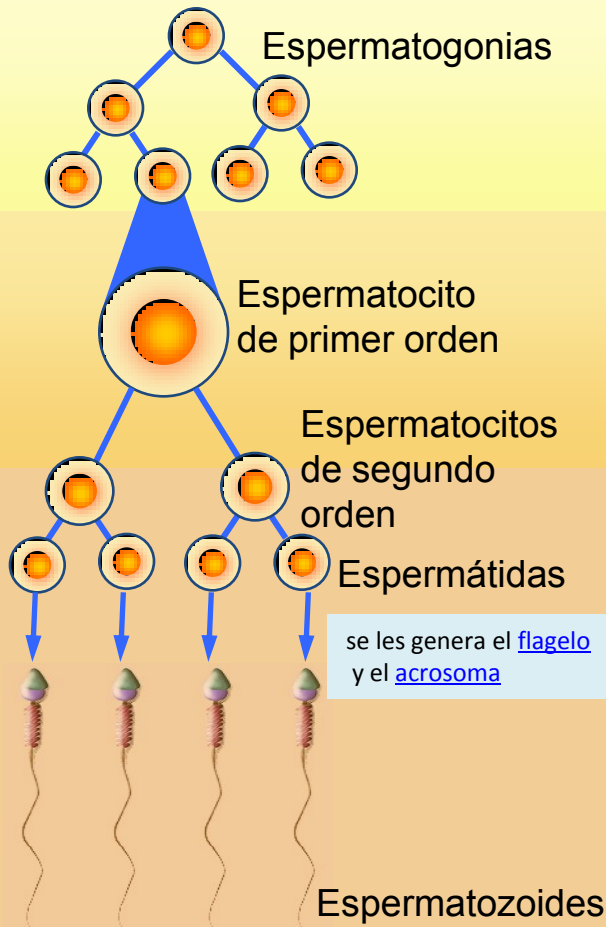 Espermatogonias
Espermatocito
de primer orden
Espermatocitos
de segundo
orden
Espermátidas
se les genera el flagelo
y el acrosoma
Espermatozoides